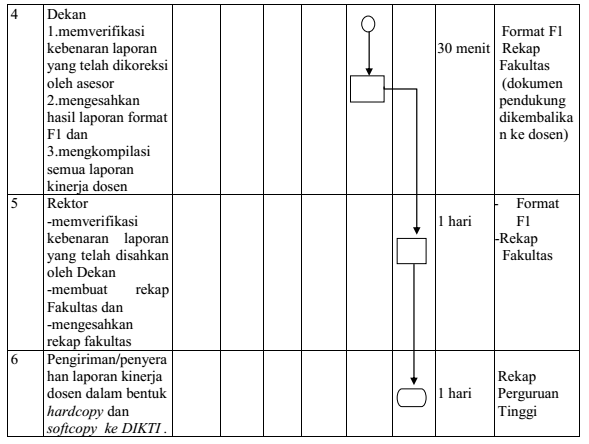 4
Dekan
1.memverifikasi
kebenaran laporan
yang telah dikoreksi
oleh asesor
2.mengesahkan
hasil laporan format
F1 dan
3.mengkompilasi
semua laporan
kinerja dosen
30 menit
Format F1
Rekap
Fakultas
(dokumen
pendukung
dikembalika
n ke dosen)
5
Rektor
-memverifikasi
kebenaran laporan
yang telah disahkan
oleh Dekan
-membuat rekap
Fakultas dan
-mengesahkan
rekap fakultas
1 hari
- Format
F1
-Rekap
Fakultas
6
Pengiriman/penyera
han laporan kinerja
dosen dalam bentuk
hardcopy dan
softcopy ke DIKTI .
1 hari
Rekap
Perguruan
Tinggi